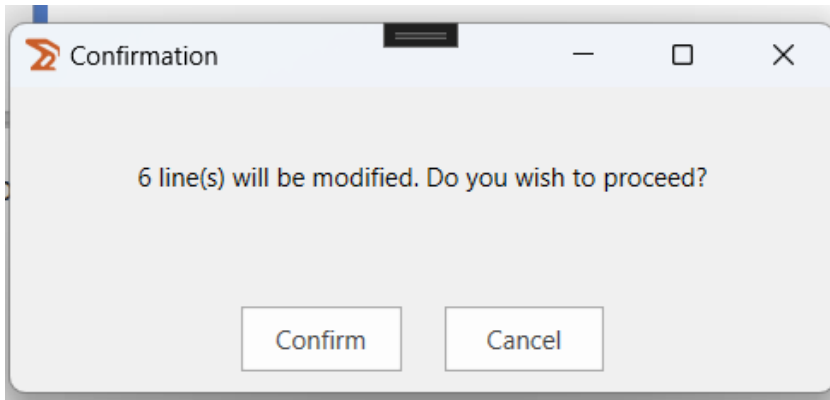 Confirmation
6 line(s) will be modified. Do you wish to proceed?
Confirm
Cancel